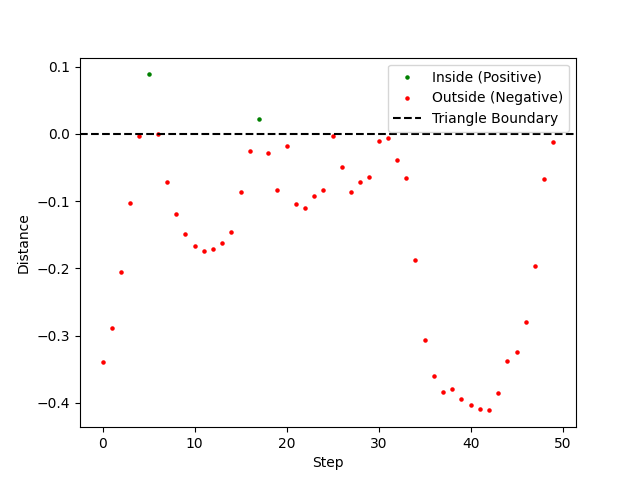 0.1
0.0
−0.1
−0.2
−0.3
−0.4
Distance
Inside (Positive)
Outside (Negative)
Triangle Boundary
0
10
20
30
40
50
Step